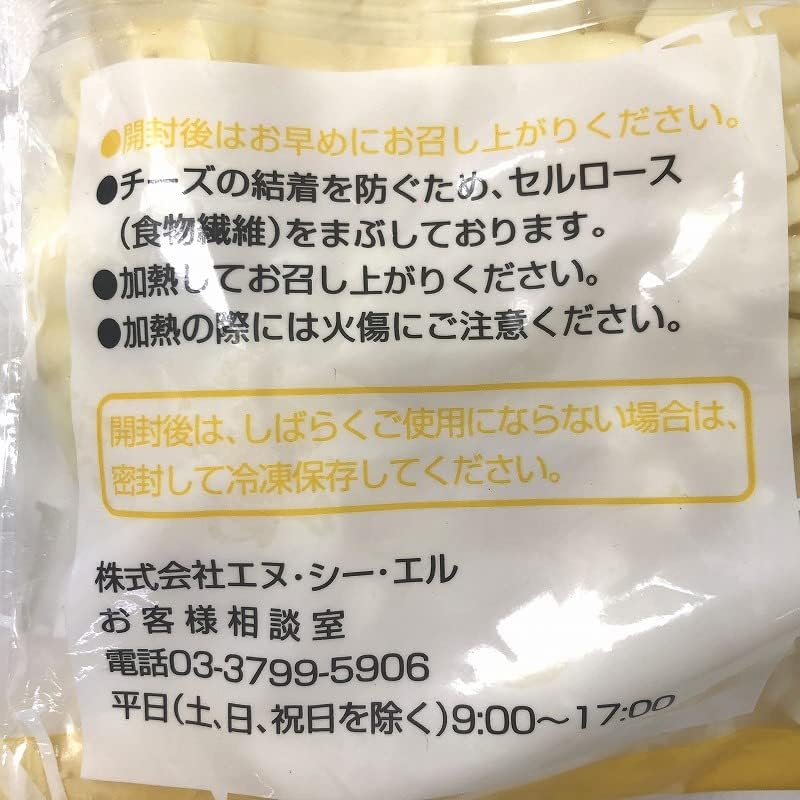 ●開封後はお早めにお召し上がりください。
●チーズの結着を防ぐため、セルロース
(食物繊維)をまぶしております。
●加熱してお召し上がりください。
●加熱の際には火傷にご注意ください。
開封後は、しばらくご使用にならない場合は、
密封して冷凍保存してください。
株式会社エヌ・シー・エル
お客様相談室
電話03-3799-5906
平日(土、日、祝日を除く)9:00～17:00